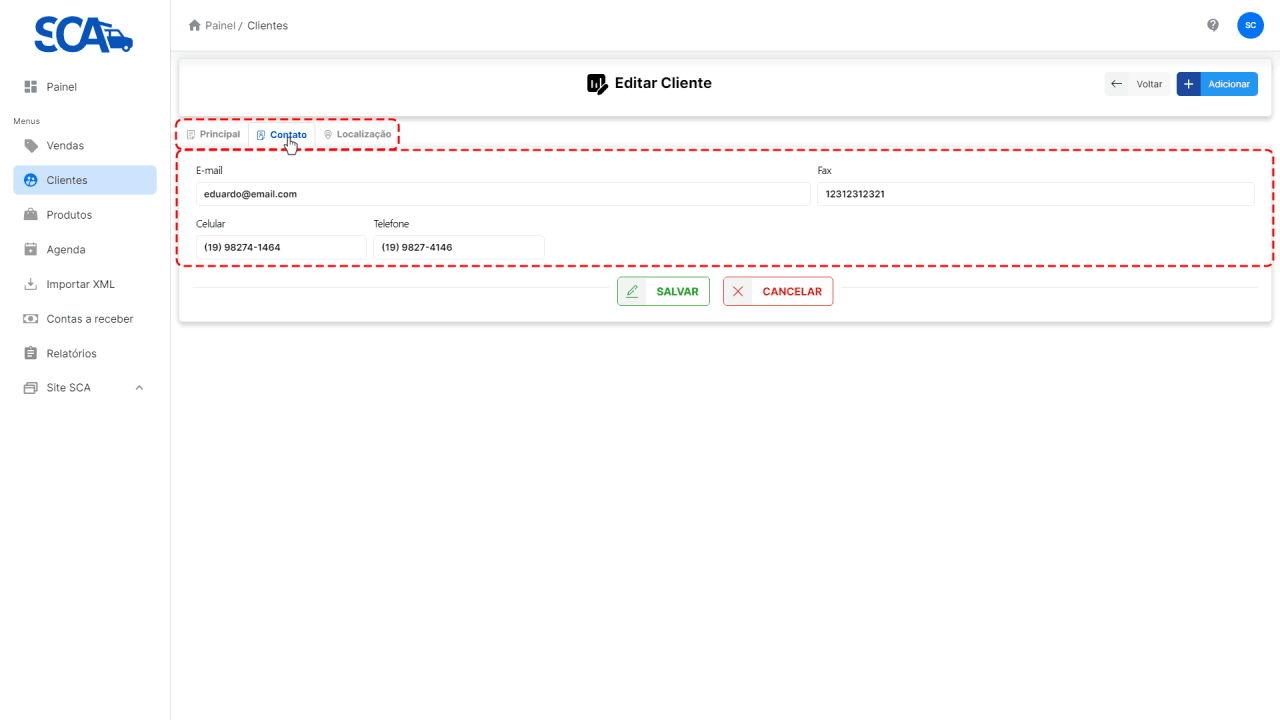 SCA
Painel / Clientes
SC
Painel
Menus
Vendas
Clientes
Produtos
Agenda
Importar XML
Contas a receber
Relatórios
Site SCA
Editar Cliente
Voltar
Adicionar
Principal
Contato
Localização
E-mail
Fax
eduardo@email.com
12312312321
Celular
Telefone
(19) 98274-1464
(19) 9827-4146
SALVAR
CANCELAR